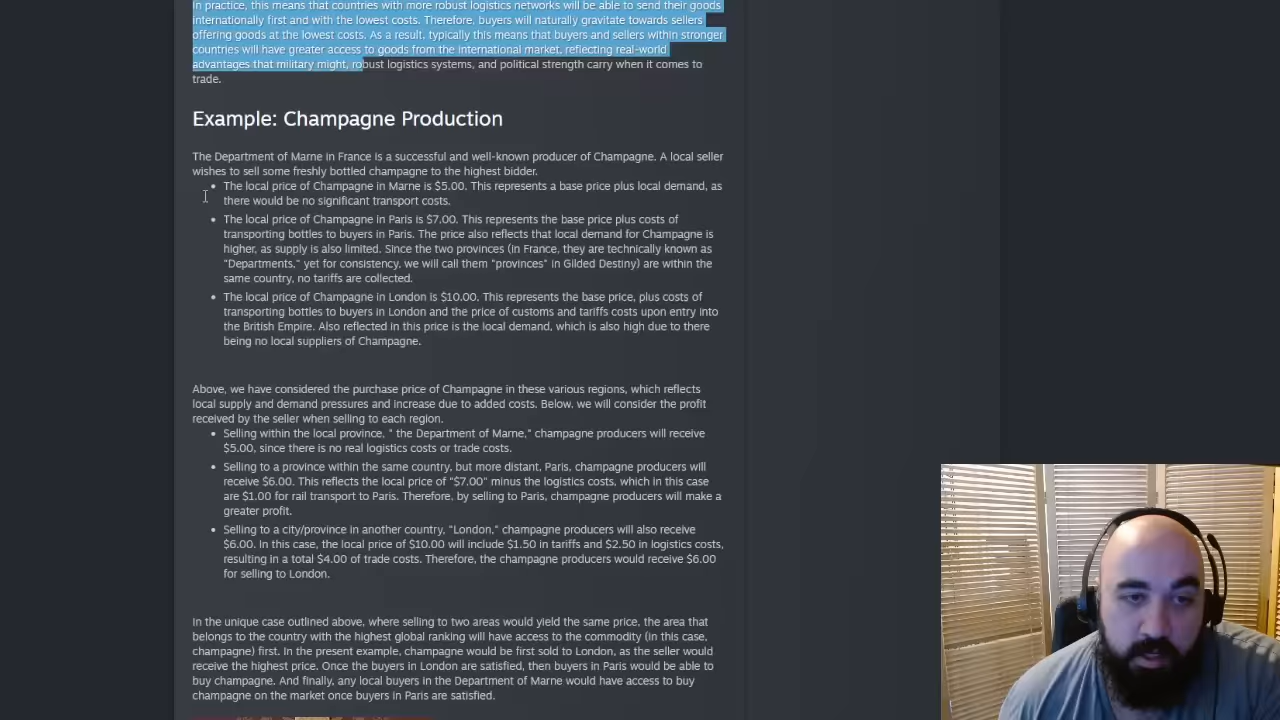 In practice, this means that countries with more robust logistics networks will be able to send their goods
internationally first and with the lowest costs. Therefore, buyers will naturally gravitate towards sellers
offering goods at the lowest costs. As a result, typically this means that buyers and sellers within stronger
countries will have greater access to goods from the international market, reflecting real-world
advantages that military might, robust logistics systems, and political strength carry when it comes to
trade.
Example: Champagne Production
The Department of Marne in France is a successful and well-known producer of Champagne. A local seller
wishes to sell some freshly bottled champagne to the highest bidder.
• The local price of Champagne in Marne is $5.00. This represents a base price plus local demand, as
there would be no significant transport costs.
• The local price of Champagne in Paris is $7.00. This represents the base price plus costs of
transporting bottles to buyers in Paris. The price also reflects that local demand for Champagne is
higher, as supply is also limited. Since the two provinces (in France, they are technically known as
"Departments," yet for consistency, we will call them "provinces" in Gilded Destiny) are within the
same country, no tariffs are collected.
• The local price of Champagne in London is $10.00. This represents the base price, plus costs of
transporting bottles to buyers in London and the price of customs and tariffs costs upon entry into
the British Empire. Also reflected in this price is the local demand, which is also high due to there
being no local suppliers of Champagne.
Above, we have considered the purchase price of Champagne in these various regions, which reflects
local supply and demand pressures and increase due to added costs. Below, we will consider the profit
received by the seller when selling to each region.
• Selling within the local province, " the Department of Marne," champagne producers will receive
$5.00, since there is no real logistics costs or trade costs.
• Selling to a province within the same country, but more distant, Paris, champagne producers will
receive $6.00. This reflects the local price of "$7.00" minus the logistics costs, which in this case
are $1.00 for rail transport to Paris. Therefore, by selling to Paris, champagne producers will make a
greater profit.
• Selling to a city/province in another country, "London," champagne producers will also receive
$6.00. In this case, the local price of $10.00 will include $1.50 in tariffs and $2.50 in logistics costs,
resulting in a total $4.00 of trade costs. Therefore, the champagne producers would receive $6.00
for selling to London.
In the unique case outlined above, where selling to two areas would yield the same price, the area that
belongs to the country with the highest global ranking will have access to the commodity (in this case,
champagne) first. In the present example, champagne would be first sold to London, as the seller would
receive the highest price. Once the buyers in London are satisfied, then buyers in Paris would be able to
buy champagne. And finally, any local buyers in the Department of Marne would have access to buy
champagne on the market once buyers in Paris are satisfied.